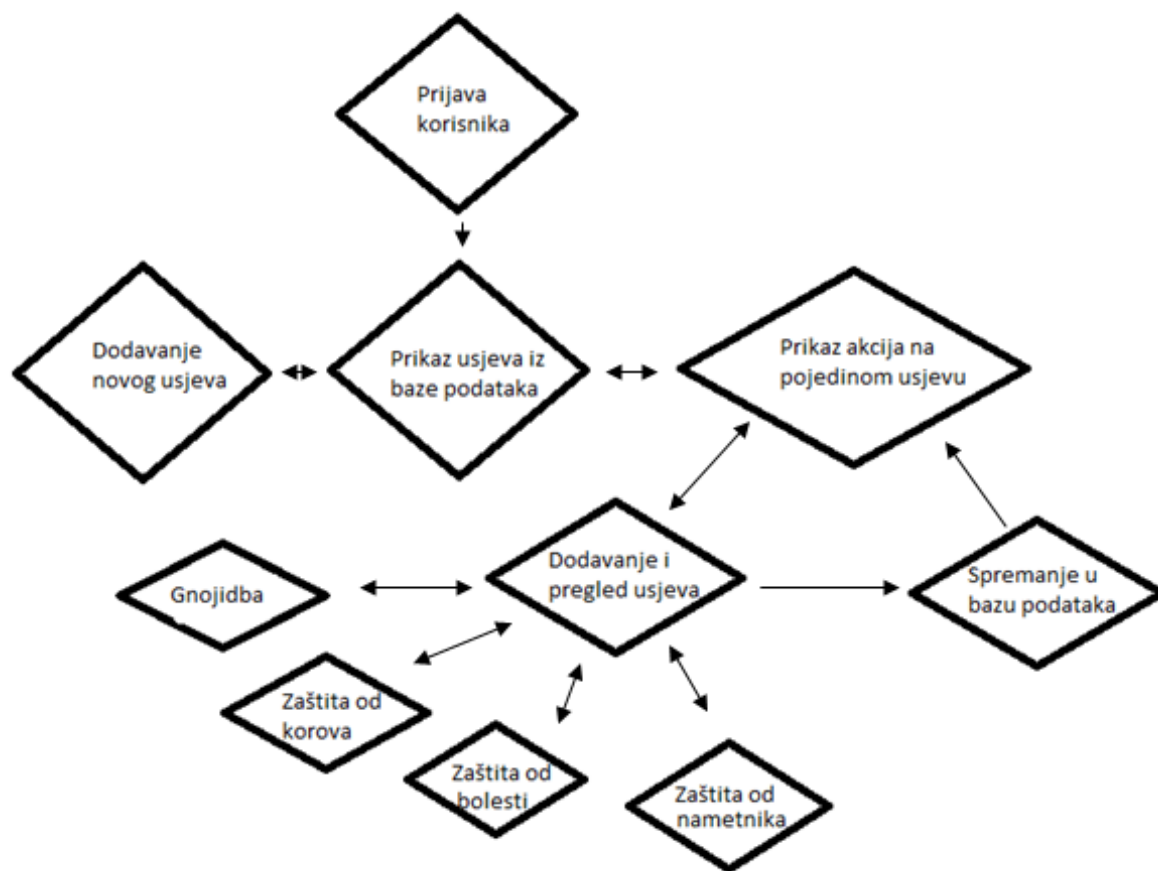 Prijava
korisnika
Dodavanje
novog usjeva
Prikaz usjeva iz
baze podataka
Prikaz akcija na
pojedinom usjevu
Dodavanje i
pregled usjeva
Spremanje u
bazu podataka
Gnojidba
Zaštita od
korova
Zaštita od
bolesti
Zaštita od
nametnika